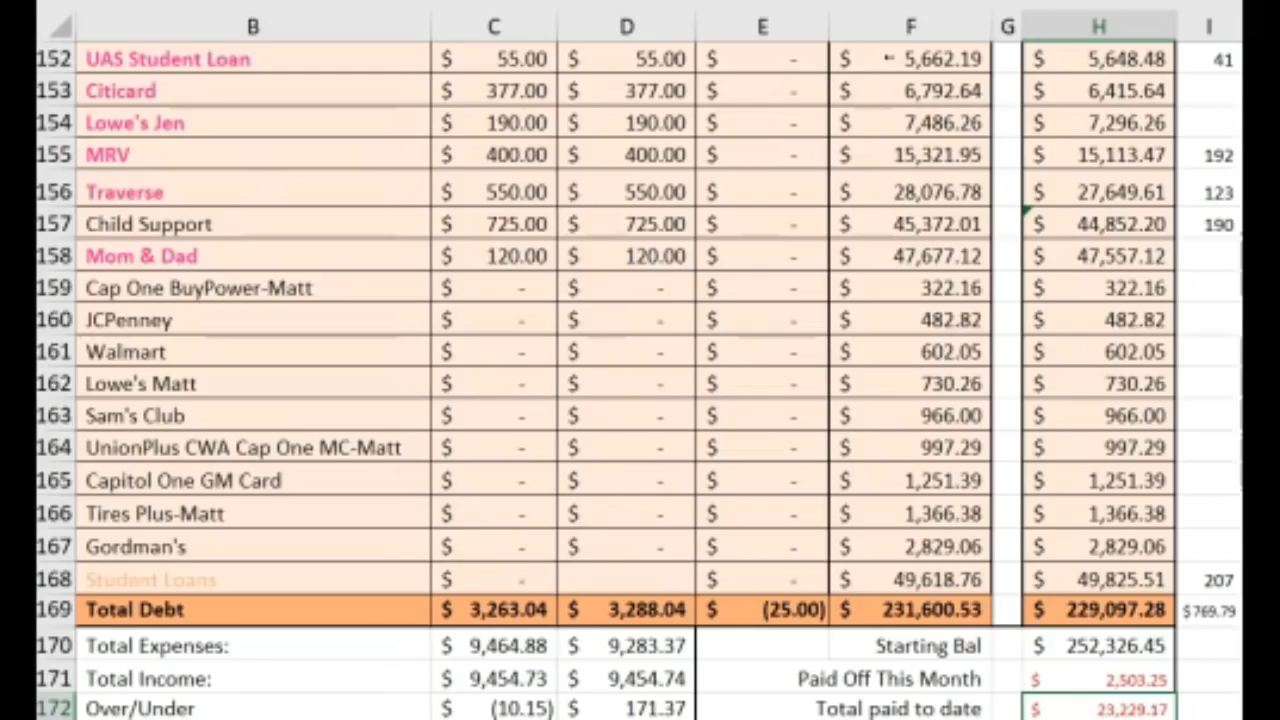 B C D E F G H I
152 UAS Student Loan $ 55.00 $ 55.00 $ - $ 5,662.19 $ 5,648.48 41
153 Citicard $ 377.00 $ 377.00 $ - $ 6,792.64 $ 6,415.64
154 Lowe's Jen $ 190.00 $ 190.00 $ - $ 7,486.26 $ 7,296.26
155 MRV $ 400.00 $ 400.00 $ - $ 15,321.95 $ 15,113.47 192
156 Traverse $ 550.00 $ 550.00 $ - $ 28,076.78 $ 27,649.61 123
157 Child Support $ 725.00 $ 725.00 $ - $ 45,372.01 $ 44,852.20 190
158 Mom & Dad $ 120.00 $ 120.00 $ - $ 47,677.12 $ 47,557.12
159 Cap One BuyPower-Matt $ - $ - $ - $ 322.16 $ 322.16
160 JCPenney $ - $ - $ - $ 482.82 $ 482.82
161 Walmart $ - $ - $ - $ 602.05 $ 602.05
162 Lowe's Matt $ - $ - $ - $ 730.26 $ 730.26
163 Sam's Club $ - $ - $ - $ 966.00 $ 966.00
164 UnionPlus CWA Cap One MC-Matt $ - $ - $ - $ 997.29 $ 997.29
165 Capitol One GM Card $ - $ - $ - $ 1,251.39 $ 1,251.39
166 Tires Plus-Matt $ - $ - $ - $ 1,366.38 $ 1,366.38
167 Gordman's $ - $ - $ - $ 2,829.06 $ 2,829.06
168 Student Loans $ - $ - $ 49,618.76 $ 49,825.51 207
169 Total Debt $ 3,263.04 $ 3,288.04 $ (25.00) $ 231,600.53 $ 229,097.28 $769.79
170 Total Expenses: $ 9,464.88 $ 9,283.37 Starting Bal $ 252,326.45
171 Total Income: $ 9,454.73 $ 9,454.74 Paid Off This Month $ 2,503.25
172 Over/Under $ (10.15) $ 171.37 Total paid to date $ 23,229.17